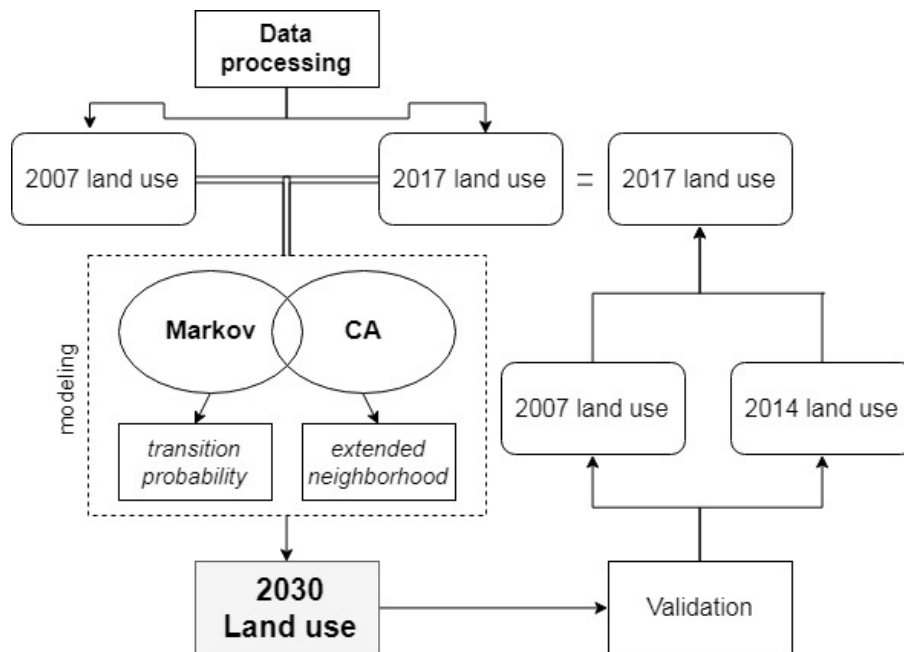 Data
processing
2007 land use
2017 land use
=
2017 land use
Markov
CA
modeling
transition
probability
extended
neighborhood
2007 land use
2014 land use
2030
Land use
Validation